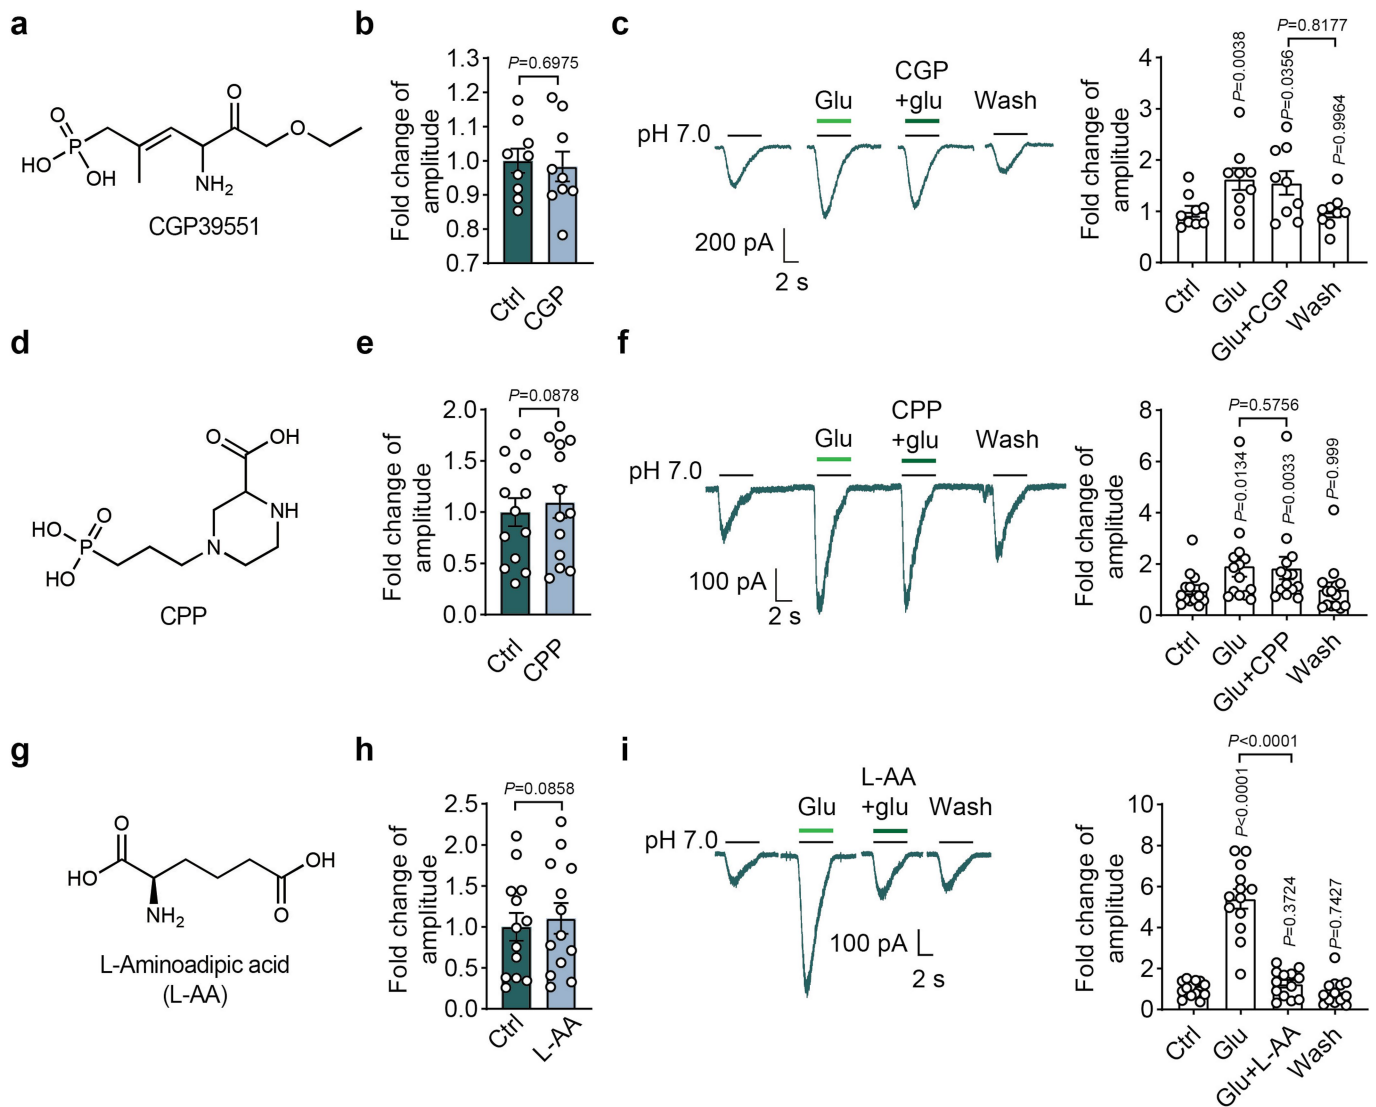 a
O
P
HO
OH
NH2
O
O
CGP39551
b
Fold change of
amplitude
1.3
1.2
1.1
1.0
0.9
0.8
0.7
P=0.6975
Ctrl
CGP
c
CGP
Glu
+glu
Wash
pH 7.0
200 pA
2 s
Fold change of
amplitude
4
3
2
1
0
P=0.0038
P=0.0356
P=0.8177
P=0.9964
Ctrl
Glu
Glu+CGP
Wash
d
O
OH
NH
N
HO
O
P
HO
CPP
e
Fold change of
amplitude
2.0
1.5
1.0
0.5
0.0
P=0.0878
Ctrl
CPP
f
CPP
Glu
+glu
Wash
pH 7.0
100 pA
2 s
Fold change of
amplitude
8
6
4
2
0
P=0.5756
P=0.0134
P=0.0033
P=0.999
Ctrl
Glu
Glu+CPP
Wash
g
O
HO
NH2
OH
O
L-Aminoadipic acid
(L-AA)
h
Fold change of
amplitude
2.5
2.0
1.5
1.0
0.5
0.0
P=0.0858
Ctrl
L-AA
i
L-AA
Glu
+glu
Wash
pH 7.0
100 pA
2 s
Fold change of
amplitude
10
8
6
4
2
0
P<0.0001
P<0.0001
P=0.3724
P=0.7427
Ctrl
Glu
Glu+L-AA
Wash